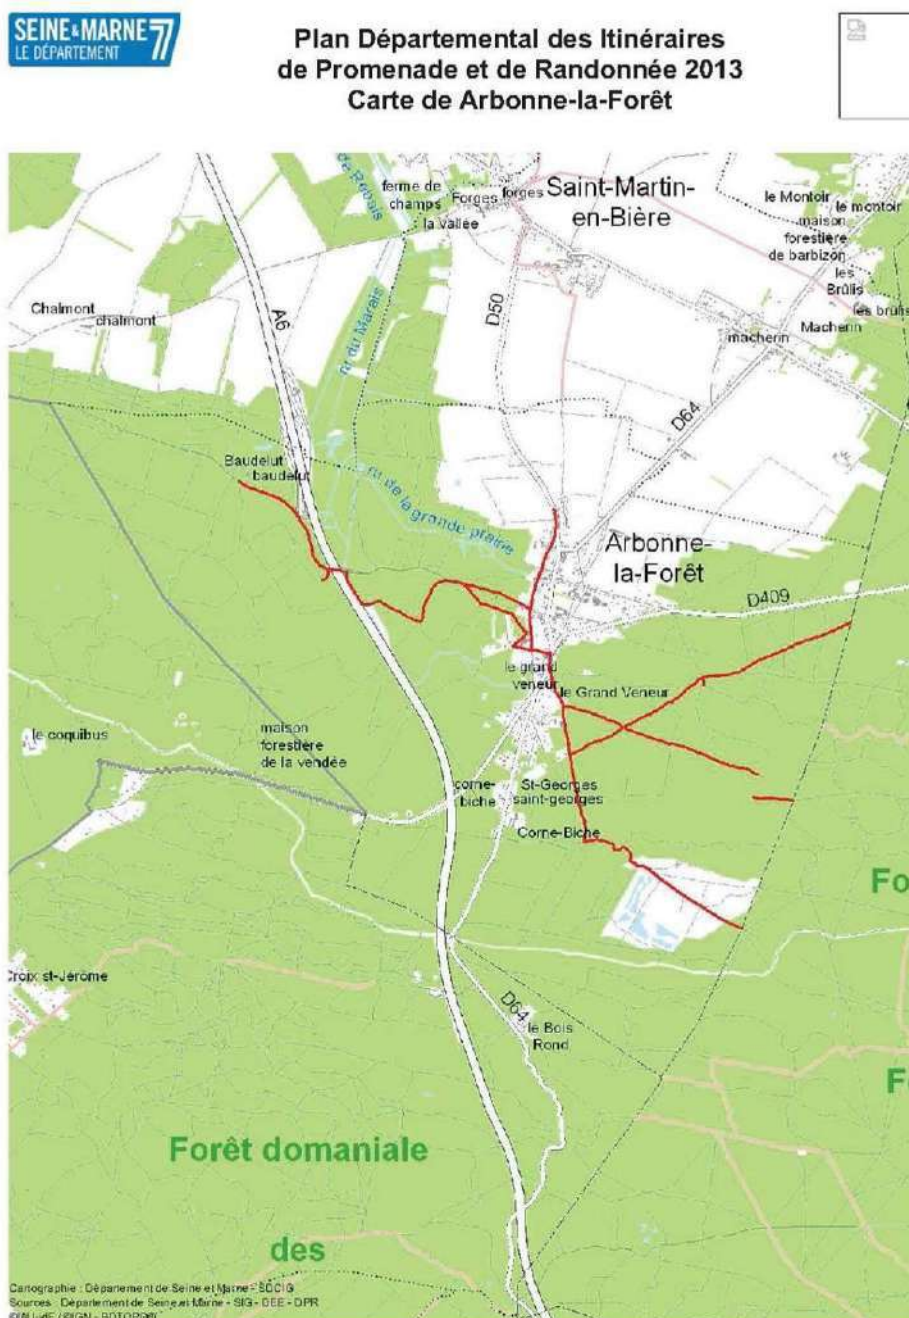 SEINE&MARNE 77
LE DÉPARTEMENT
Plan Départemental des Itinéraires
de Promenade et de Randonnée 2013
Carte de Arbonne-la-Forêt
ferme de
champs
la vallée
Forges
forges
Saint-Martin-
en-Bière
le Montoir
le montoir
maison
forestière
de barbizon
les
Brûlis
les brûlis
Macherin
macherin
Chalmont
chalmont
A6
ru du Marais
D50
D64
Baudelut
baudelut
ru de la grande prairie
Arbonne-
la-Forêt
D409
le grand
veneur
le Grand Veneur
le coquibus
maison
forestière
de la vendée
corne-
biche
St-Georges
saint-georges
Corne-Biche
Fo
Croix st-Jérome
D64
le Bois
Rond
F
Forêt domaniale
des
Cartographie : Département de Seine et Marne - SDCIG
Sources : Département de Seine et Marne - SIG - DEE - DPR